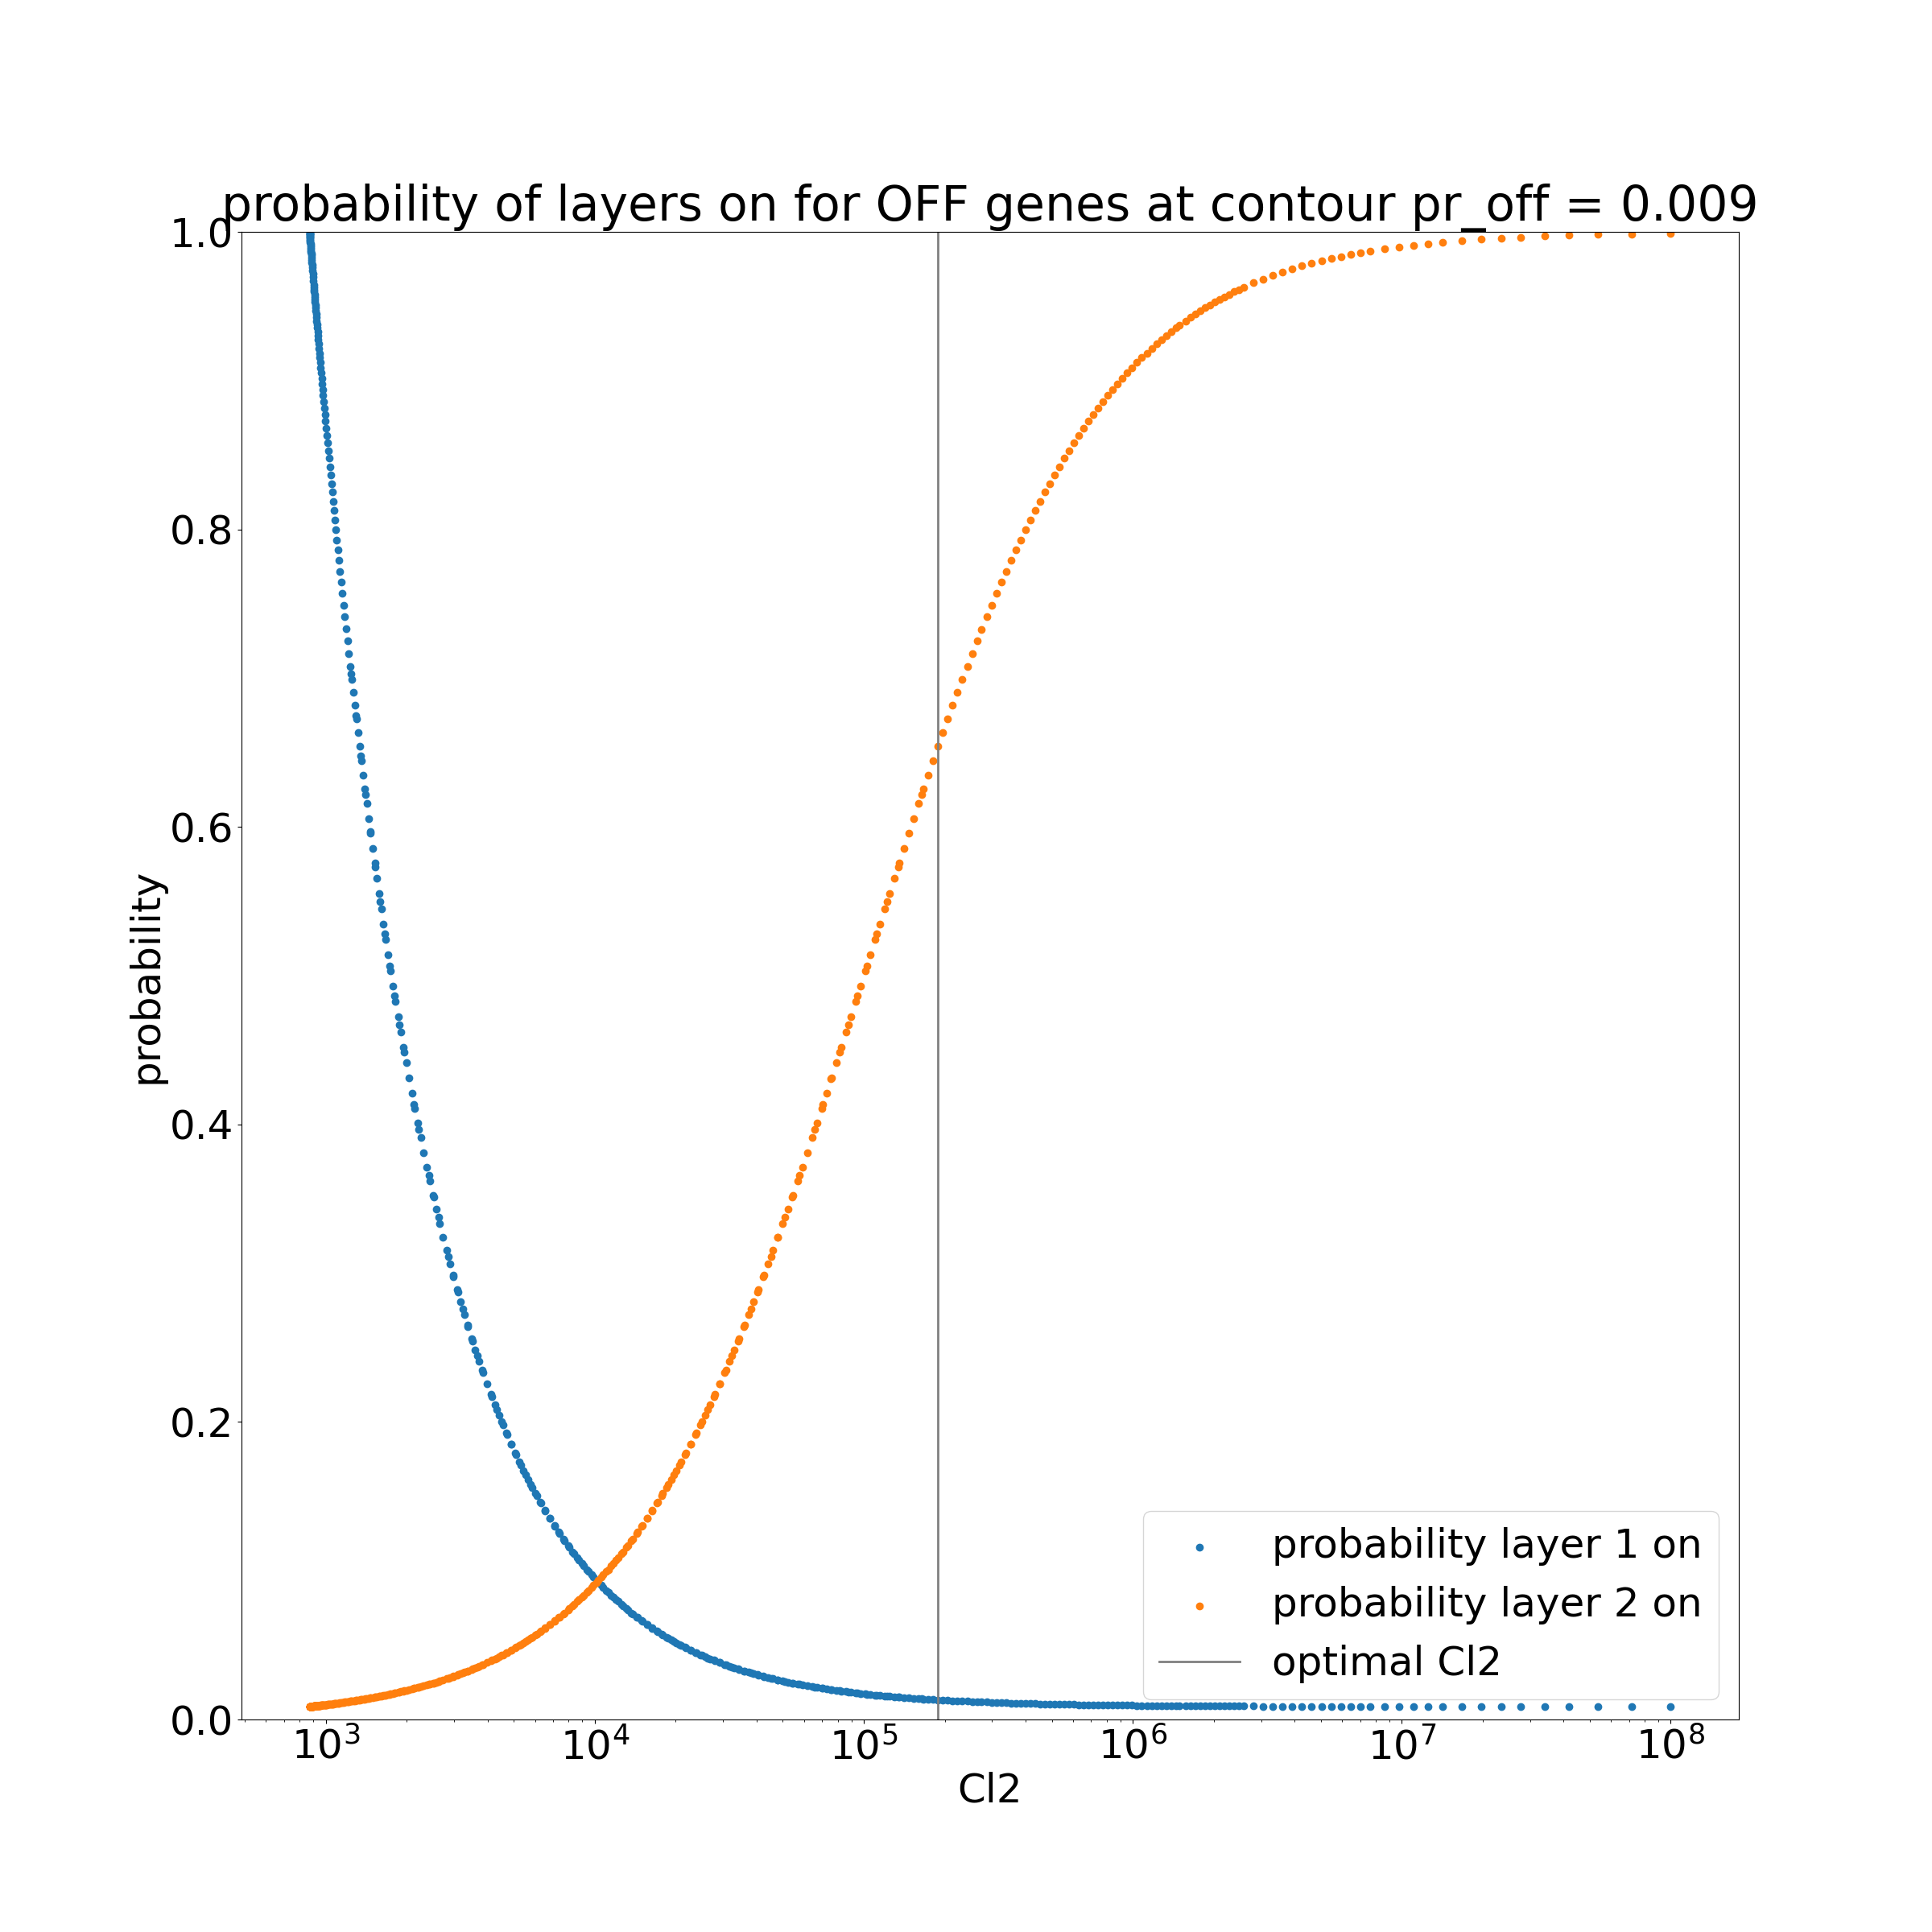 probability of layers on for OFF genes at contour pr_off = 0.009
1.0
0.8
0.6
0.4
0.2
0.0
probability
10³ 10⁴ 10⁵ 10⁶ 10⁷ 10⁸
Cl2
probability layer 1 on
probability layer 2 on
optimal Cl2